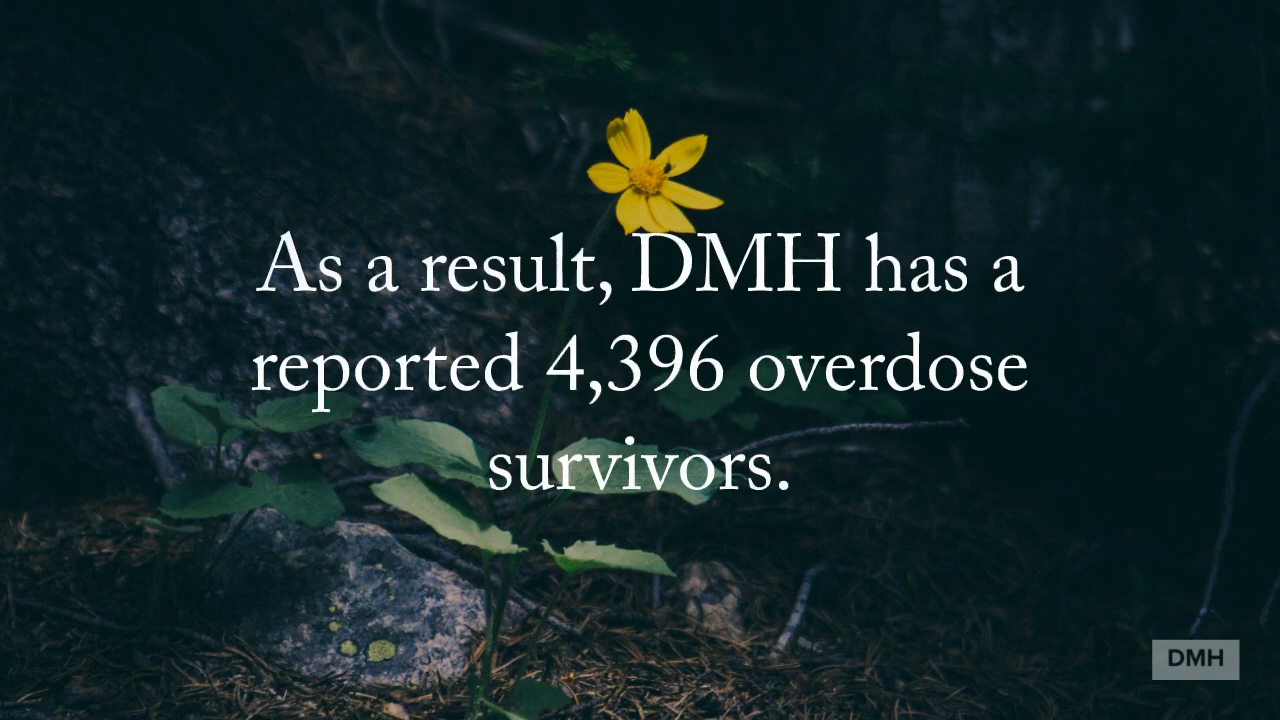 As a result, DMH has a
reported 4,396 overdose
survivors.
DMH